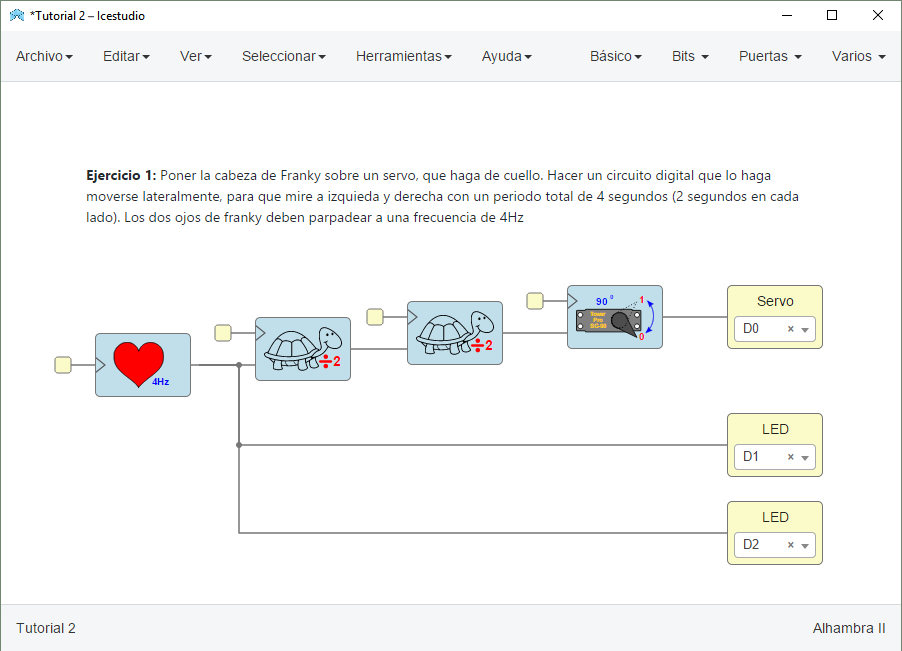 *Tutorial 2 – Icestudio
Archivo Editar Ver Seleccionar Herramientas Ayuda Básico Bits Puertas Varios
Ejercicio 1: Poner la cabeza de Franky sobre un servo, que haga de cuello. Hacer un circuito digital que lo haga
moverse lateralmente, para que mire a izquieda y derecha con un periodo total de 4 segundos (2 segundos en cada
lado). Los dos ojos de franky deben parpadear a una frecuencia de 4Hz
4Hz
÷2
÷2
90º
1
Tower
Pro
SG-90
0
Servo
D0 ×
LED
D1 ×
LED
D2 ×
Tutorial 2
Alhambra II